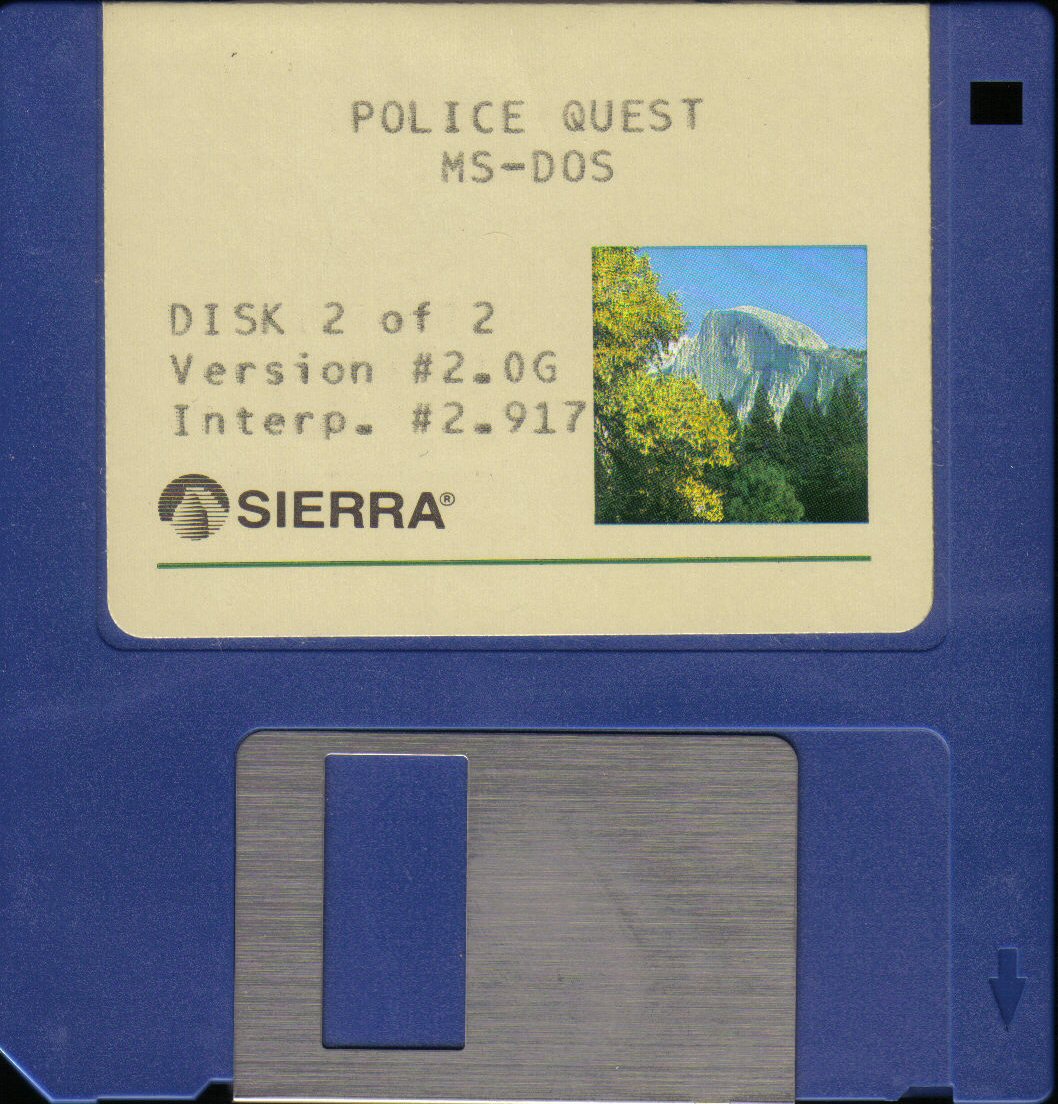 POLICE QUEST
MS-DOS
DISK 2 of 2
Version #2.0G
Interp. #2.917
SIERRA®